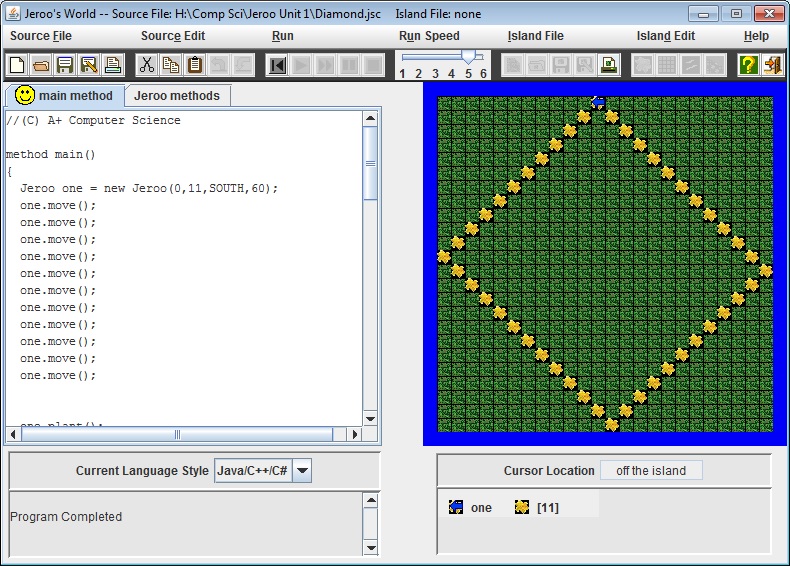 Jeroo's World -- Source File: H:\Comp Sci\Jeroo Unit 1\Diamond.jsc    Island File: none
Source File    Source Edit    Run    Run Speed    Island File    Island Edit    Help
1 2 3 4 5 6
main method    Jeroo methods
//(C) A+ Computer Science
method main()
{
Jeroo one = new Jeroo(0,11,SOUTH,60);
one.move();
one.move();
one.move();
one.move();
one.move();
one.move();
one.move();
one.move();
one.move();
one.move();
one.move();
one.plant();
Current Language Style    Java/C++/C#
Cursor Location    off the island
one    [11]
Program Completed